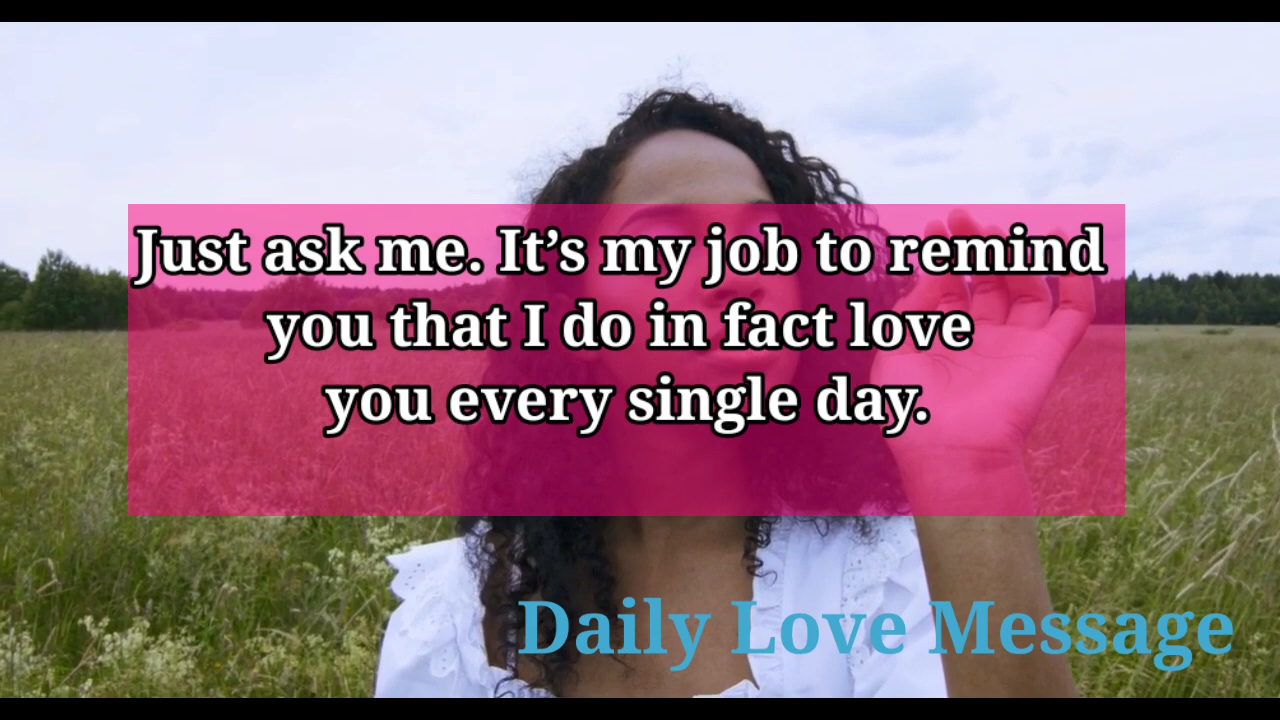 Just ask me. It’s my job to remind
you that I do in fact love
you every single day.
Daily Love Message